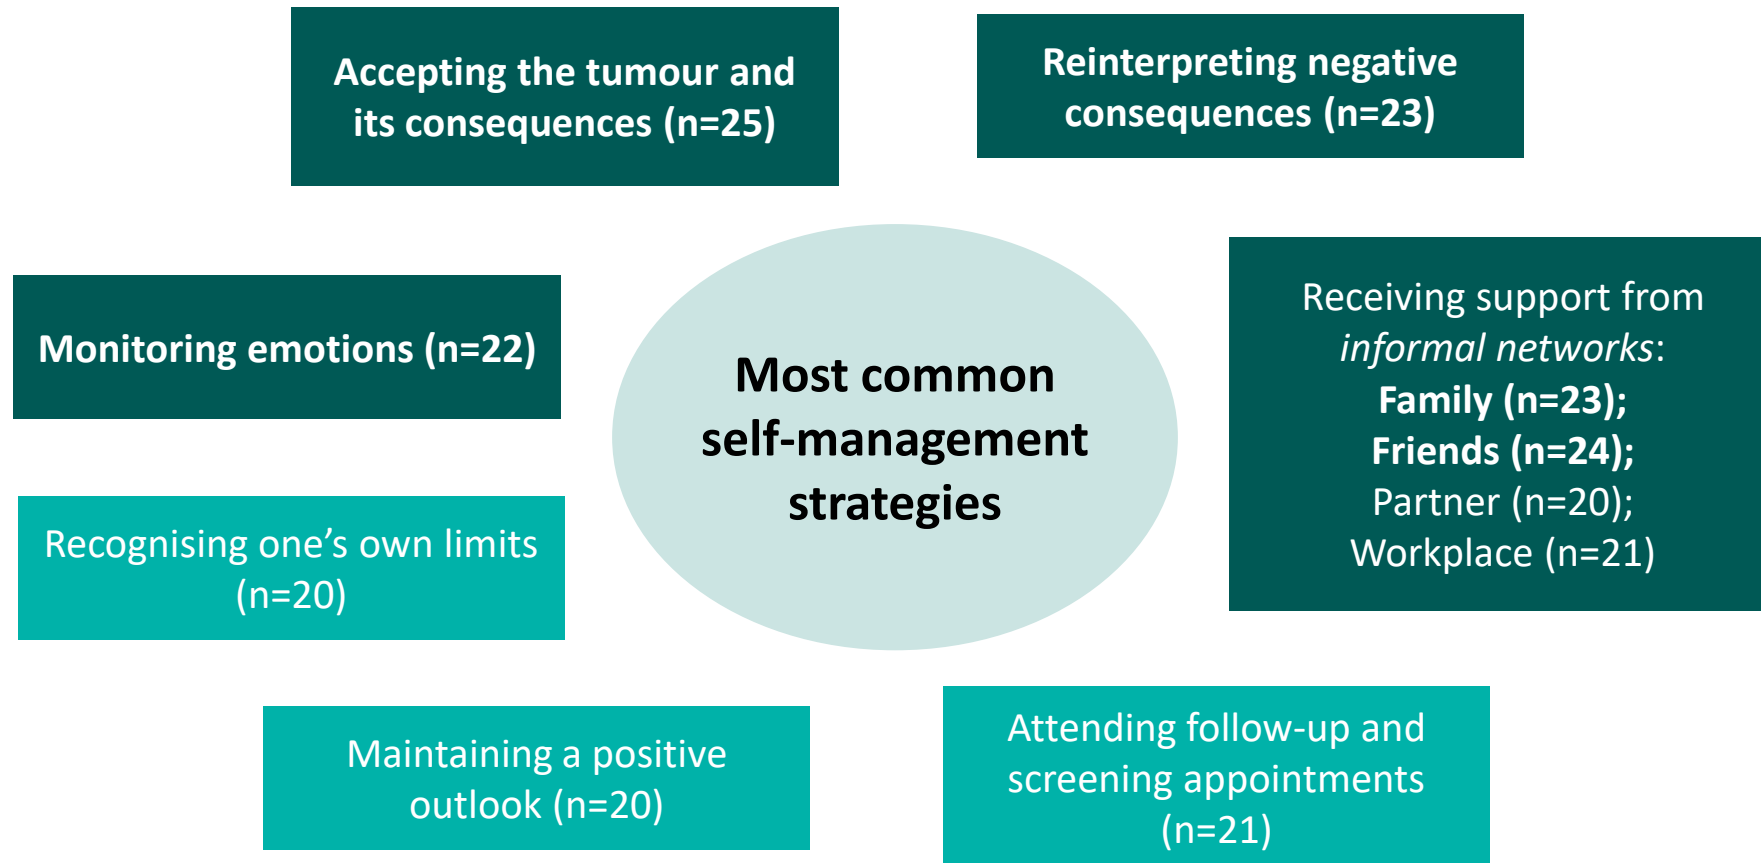 Accepting the tumour and
its consequences (n=25)
Reinterpreting negative
consequences (n=23)
Monitoring emotions (n=22)
Most common
self-management
strategies
Receiving support from
informal networks:
Family (n=23);
Friends (n=24);
Partner (n=20);
Workplace (n=21)
Recognising one’s own limits
(n=20)
Maintaining a positive
outlook (n=20)
Attending follow-up and
screening appointments
(n=21)